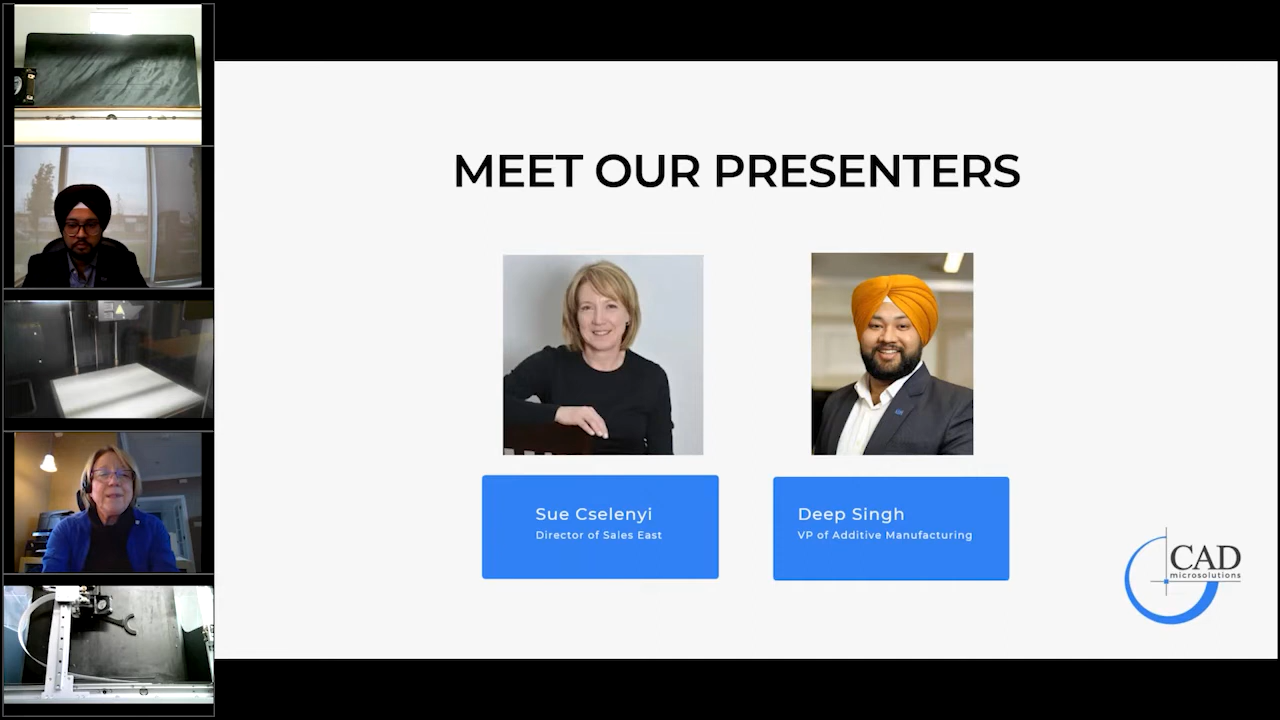 MEET OUR PRESENTERS
Sue Cselenyi
Director of Sales East
Deep Singh
VP of Additive Manufacturing
CAD
microsolutions